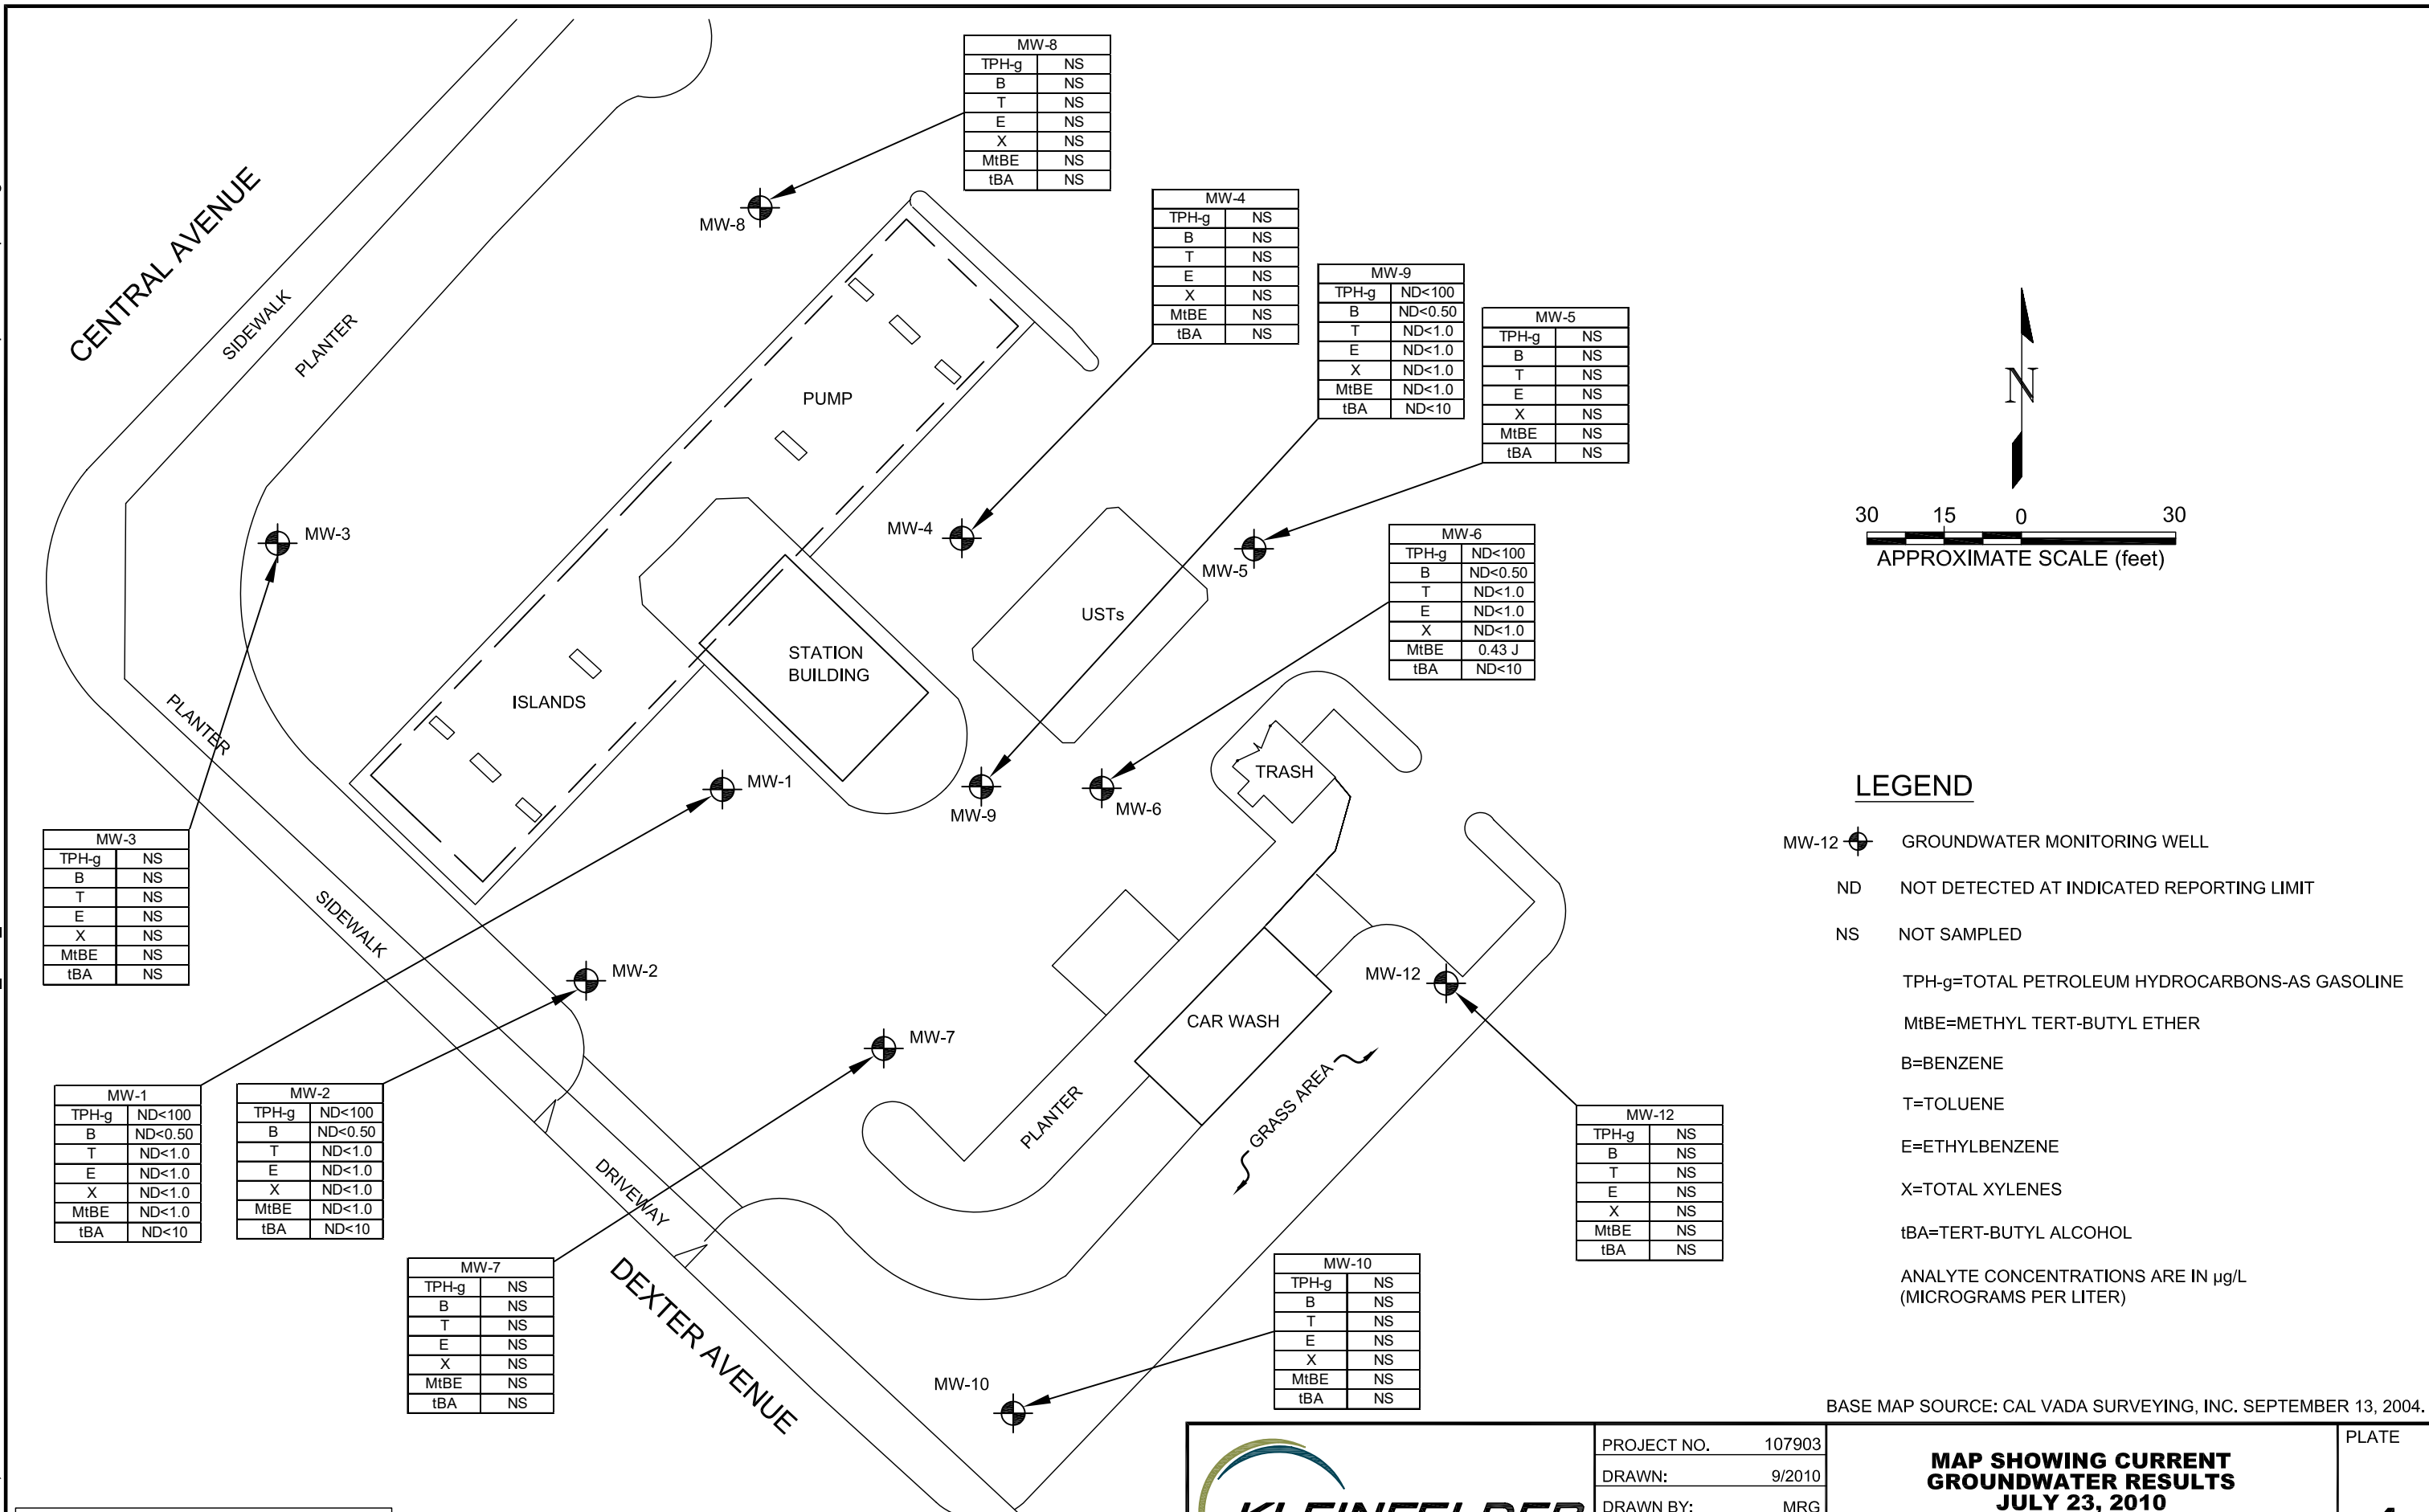 MW-8
TPH-g NS
B NS
T NS
E NS
X NS
MtBE NS
tBA NS
MW-8
CENTRAL AVENUE
SIDEWALK
PLANTER
MW-4
TPH-g NS
B NS
T NS
E NS
X NS
MtBE NS
tBA NS
MW-9
TPH-g ND<100
B ND<0.50
T ND<1.0
E ND<1.0
X ND<1.0
MtBE ND<1.0
tBA ND<10
MW-5
TPH-g NS
B NS
T NS
E NS
X NS
MtBE NS
tBA NS
N
30 15 0 30
APPROXIMATE SCALE (feet)
PUMP
MW-3
MW-4
MW-5
MW-6
TPH-g ND<100
B ND<0.50
T ND<1.0
E ND<1.0
X ND<1.0
MtBE 0.43 J
tBA ND<10
USTs
STATION
BUILDING
ISLANDS
PLANTER
TRASH
MW-1
MW-9
MW-6
MW-3
TPH-g NS
B NS
T NS
E NS
X NS
MtBE NS
tBA NS
SIDEWALK
MW-2
MW-12
MW-7
CAR WASH
PLANTER
GRASS AREA
MW-1
TPH-g ND<100
B ND<0.50
T ND<1.0
E ND<1.0
X ND<1.0
MtBE ND<1.0
tBA ND<10
MW-2
TPH-g ND<100
B ND<0.50
T ND<1.0
E ND<1.0
X ND<1.0
MtBE ND<1.0
tBA ND<10
DRIVEWAY
DEXTER AVENUE
MW-7
TPH-g NS
B NS
T NS
E NS
X NS
MtBE NS
tBA NS
MW-12
TPH-g NS
B NS
T NS
E NS
X NS
MtBE NS
tBA NS
MW-10
TPH-g NS
B NS
T NS
E NS
X NS
MtBE NS
tBA NS
MW-10
LEGEND
MW-12 GROUNDWATER MONITORING WELL
ND NOT DETECTED AT INDICATED REPORTING LIMIT
NS NOT SAMPLED
TPH-g=TOTAL PETROLEUM HYDROCARBONS-AS GASOLINE
MtBE=METHYL TERT-BUTYL ETHER
B=BENZENE
T=TOLUENE
E=ETHYLBENZENE
X=TOTAL XYLENES
tBA=TERT-BUTYL ALCOHOL
ANALYTE CONCENTRATIONS ARE IN µg/L
(MICROGRAMS PER LITER)
BASE MAP SOURCE: CAL VADA SURVEYING, INC. SEPTEMBER 13, 2004.
KLEINFELDER
PROJECT NO. 107903
DRAWN: 9/2010
DRAWN BY: MRG
MAP SHOWING CURRENT
GROUNDWATER RESULTS
JULY 23, 2010
PLATE